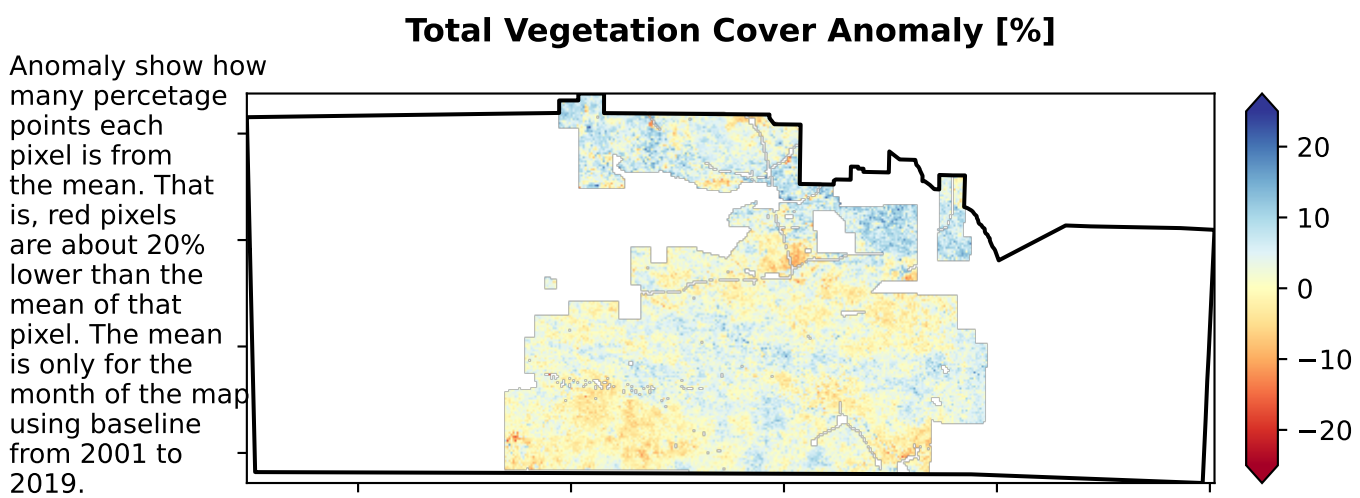 Total Vegetation Cover Anomaly [%]
Anomaly show how
many percetage
points each
pixel is from
the mean. That
is, red pixels
are about 20%
lower than the
mean of that
pixel. The mean
is only for the
month of the map
using baseline
from 2001 to
2019.
20
10
0
−10
−20